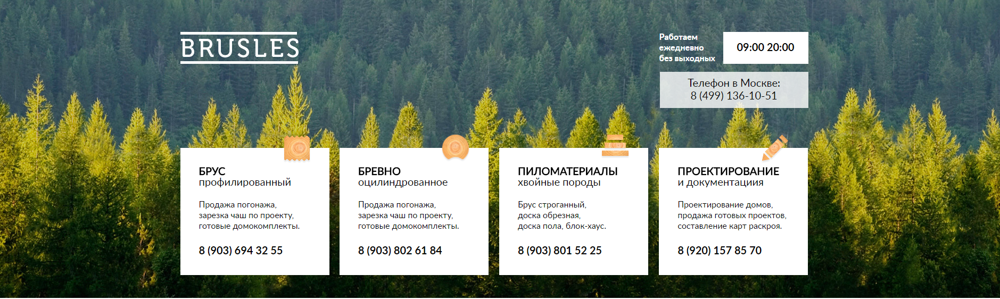 BRUSLES
Работаем
ежедневно
без выходных
09:00 20:00
Телефон в Москве:
8 (499) 136-10-51
БРУС
профилированный
Продажа погонажа,
зарезка чаш по проекту,
готовые домокомплекты.
8 (903) 694 32 55
БРЕВНО
оцилиндрованное
Продажа погонажа,
зарезка чаш по проекту,
готовые домокомплекты.
8 (903) 802 61 84
ПИЛОМАТЕРИАЛЫ
хвойные породы
Брус строганный,
доска обрезная,
доска пола, блок-хаус.
8 (903) 801 52 25
ПРОЕКТИРОВАНИЕ
и документациия
Проектирование домов,
продажа готовых проектов,
составление карт раскроя.
8 (920) 157 85 70